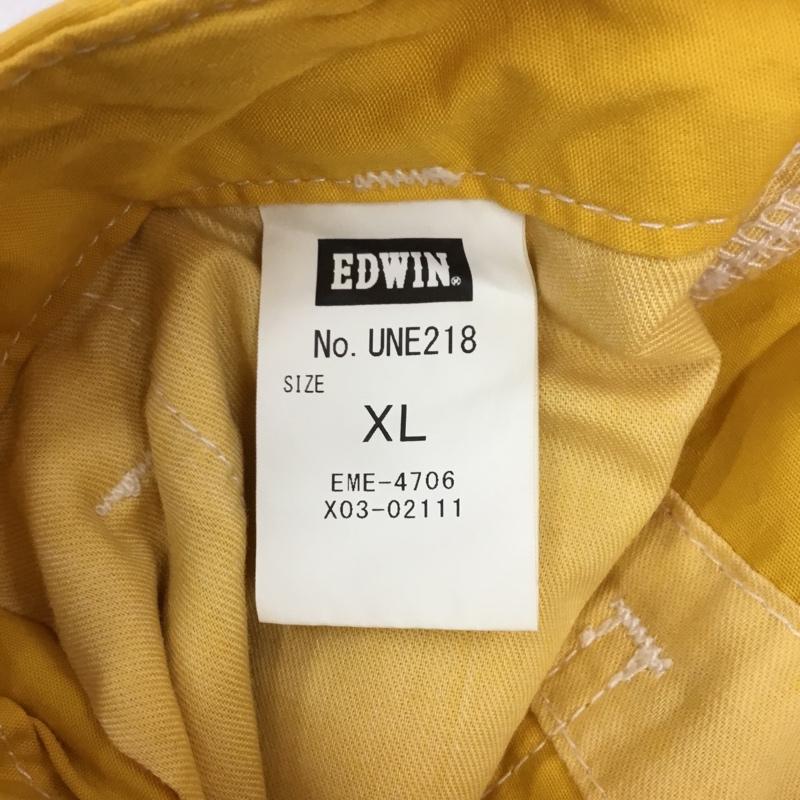 EDWIN®
No. UNE218
SIZE
XL
EME-4706
X03-02111